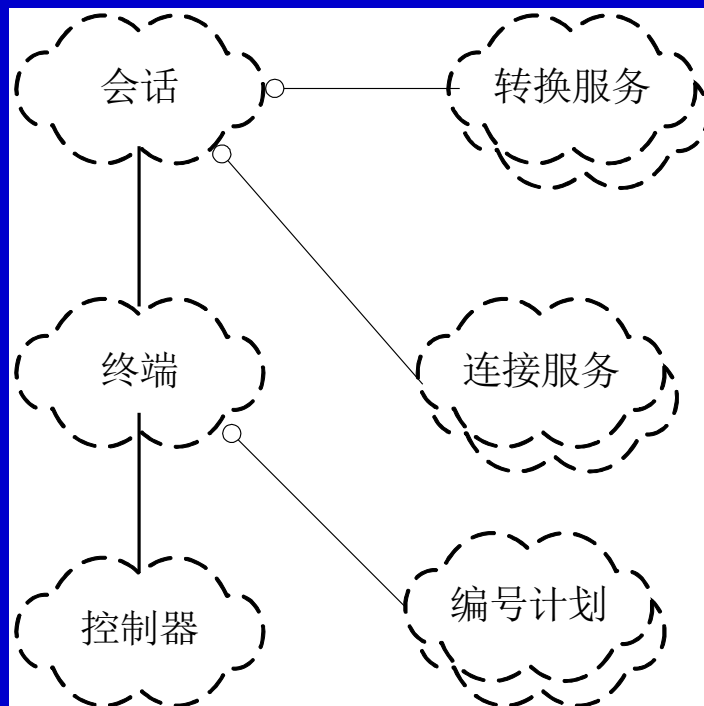 会话
转换服务
终端
连接服务
控制器
编号计划